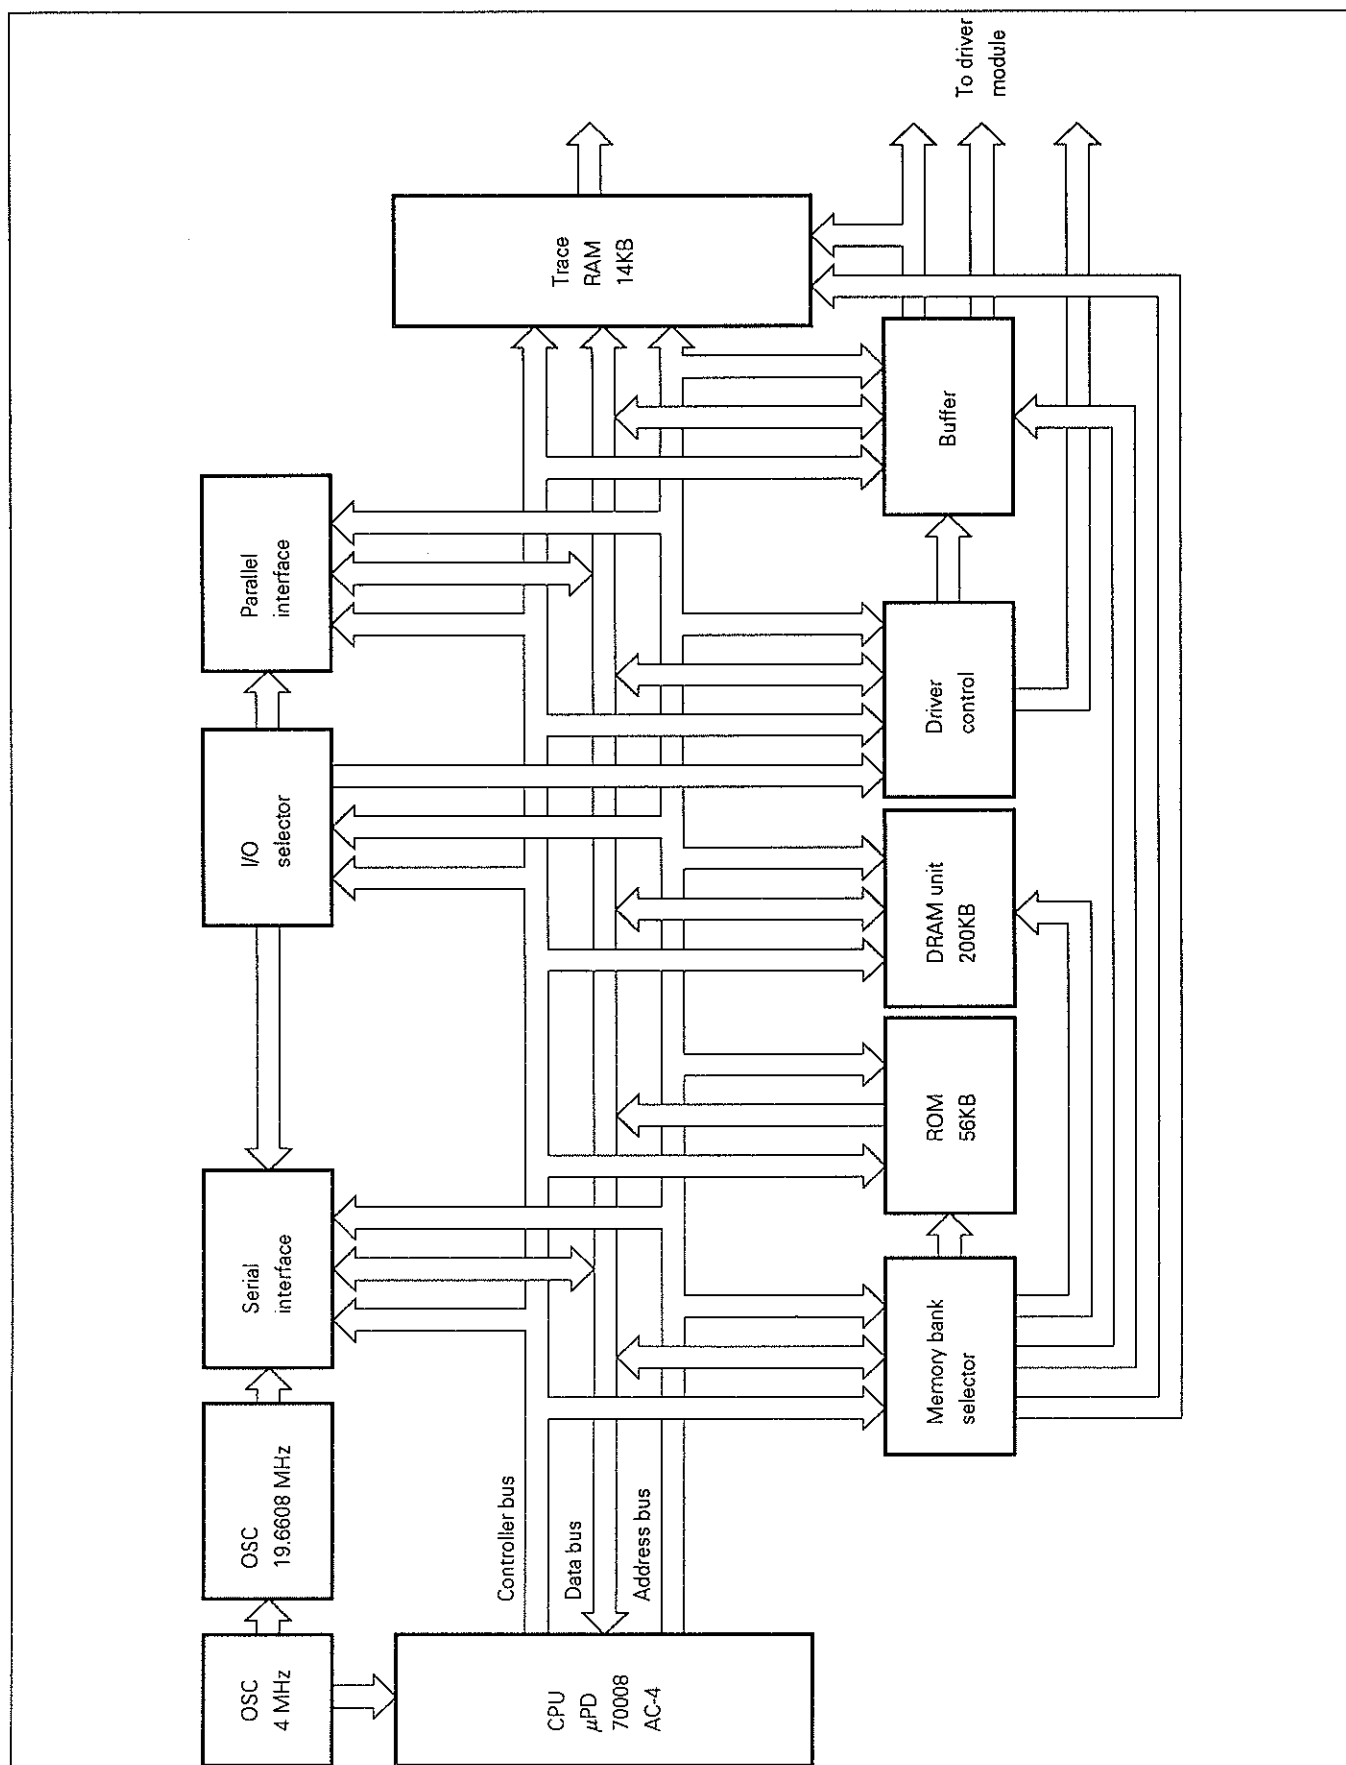 OSC
4 MHz
OSC
19.6608 MHz
Serial
interface
I/O
selector
Parallel
interface
CPU
μPD
70008
AC-4
Controller bus
Data bus
Address bus
Trace
RAM
14KB
Memory bank
selector
ROM
56KB
DRAM unit
200KB
Driver
control
Buffer
To driver
module